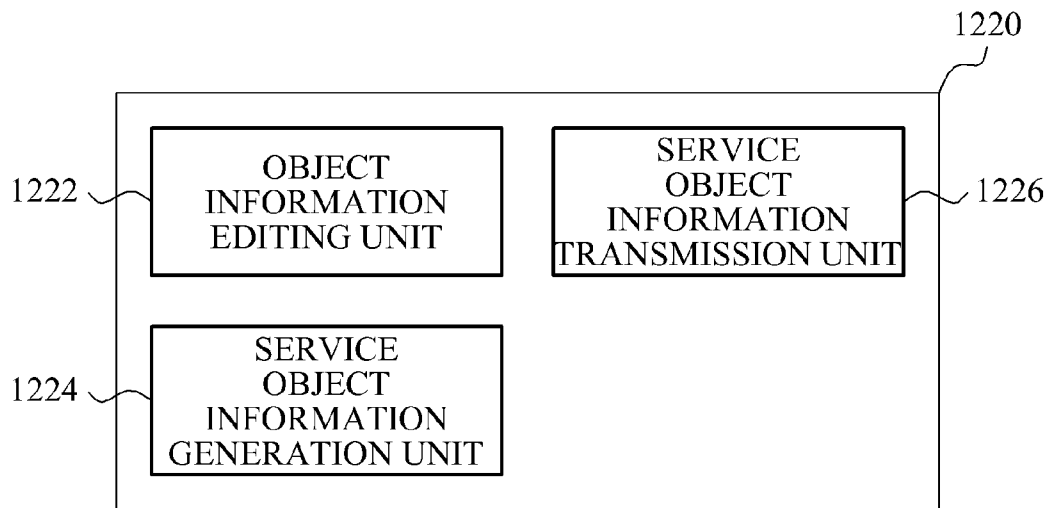 1220
1222
OBJECT
INFORMATION
EDITING UNIT
SERVICE
OBJECT
INFORMATION
TRANSMISSION UNIT
1226
1224
SERVICE
OBJECT
INFORMATION
GENERATION UNIT